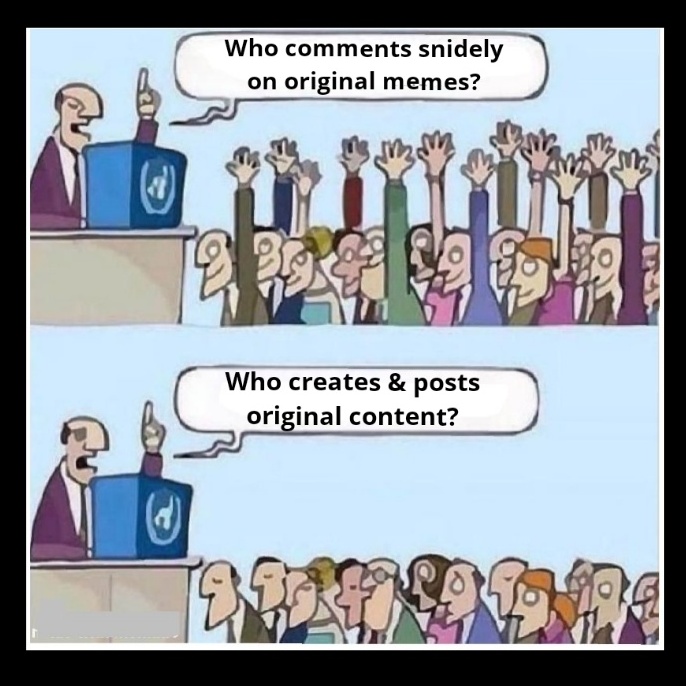 Who comments snidely
on original memes?
Who creates & posts
original content?